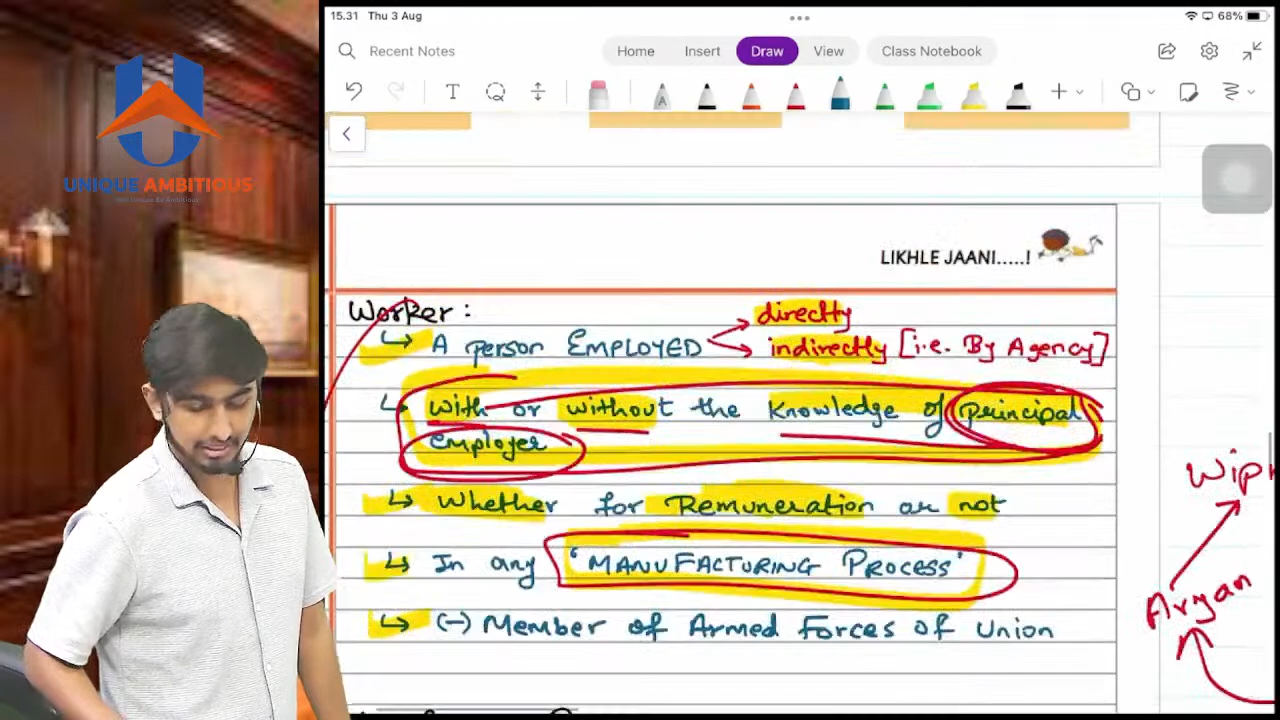 15.31 Thu 3 Aug
68%
Recent Notes
Home Insert Draw View Class Notebook
UNIQUE AMBITIOUS
LIKHLE JAANI.....!
Worker :
directly
A person EMPLOYED
indirectly [i.e. By Agency]
With or without the knowledge of principal
employer
Whether for Remuneration or not
In any 'MANUFACTURING PROCESS'
(-) Member of Armed Forces of Union
Aryan